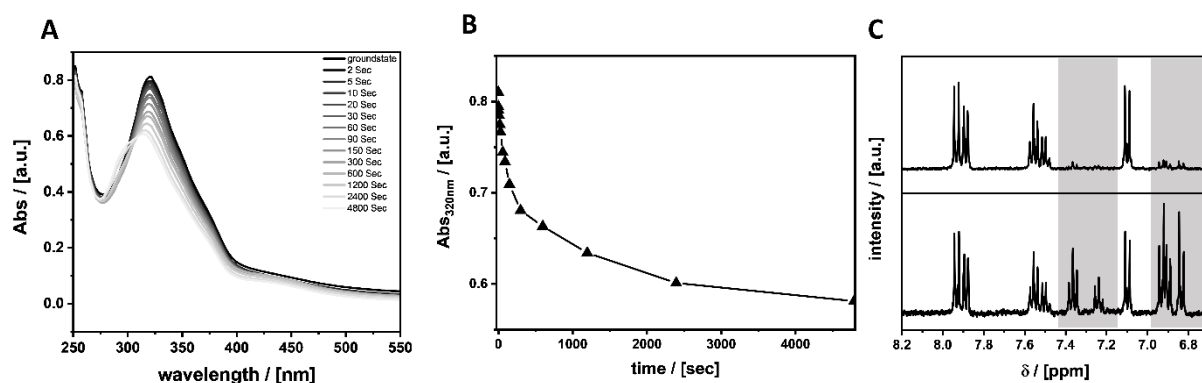 A
Abs / [a.u.]
0.8
0.6
0.4
0.2
0.0
groundstate
2 Sec
5 Sec
10 Sec
20 Sec
30 Sec
60 Sec
90 Sec
150 Sec
300 Sec
600 Sec
1200 Sec
2400 Sec
4800 Sec
250 300 350 400 450 500 550
wavelength / [nm]
B
Abs320nm / [a.u.]
0.8
0.7
0.6
0 1000 2000 3000 4000
time / [sec]
C
intensity / [a.u.]
8.2 8.0 7.8 7.6 7.4 7.2 7.0 6.8
δ / [ppm]